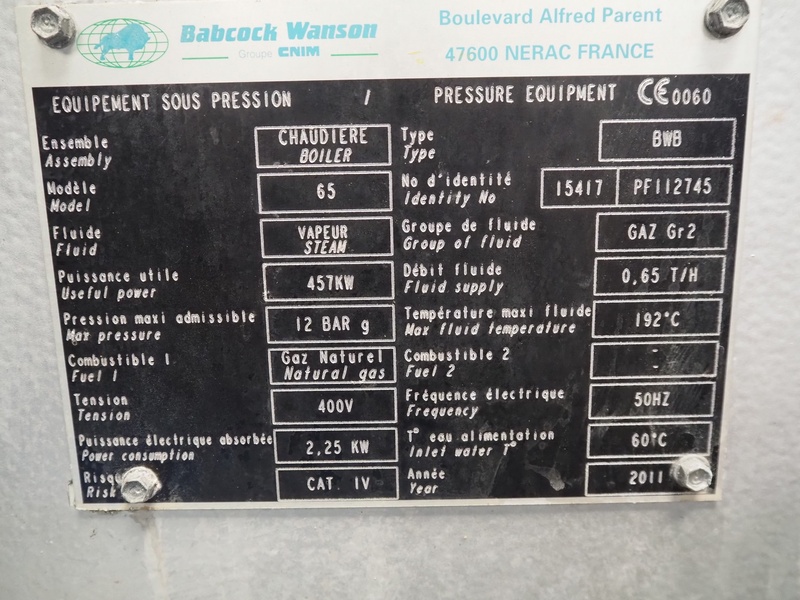 Babcock Wanson
Groupe CNIM
Boulevard Alfred Parent
47600 NERAC FRANCE
EQUIPEMENT SOUS PRESSION / PRESSURE EQUIPMENT CE 0060
Ensemble
Assembly
CHAUDIERE
BOILER
Type
Type
BWB
Modèle
Model
65
No d'identité
Identity No
15417 PF112745
Fluide
Fluid
VAPEUR
STEAM
Groupe de fluide
Group of fluid
GAZ Gr2
Puissance utile
Useful power
457KW
Débit fluide
Fluid supply
0,65 T/H
Pression maxi admissible
Max pressure
12 BAR g
Température maxi fluide
Max fluid temperature
192°C
Combustible 1
Fuel 1
Gaz Naturel
Natural gas
Combustible 2
Fuel 2
-
-
Tension
Tension
400V
Fréquence électrique
Frequency
50HZ
Puissance électrique absorbée
Power consumption
2,25 KW
T° eau alimentation
Inlet water T°
60°C
Risk
CAT. IV
Année
Year
2011